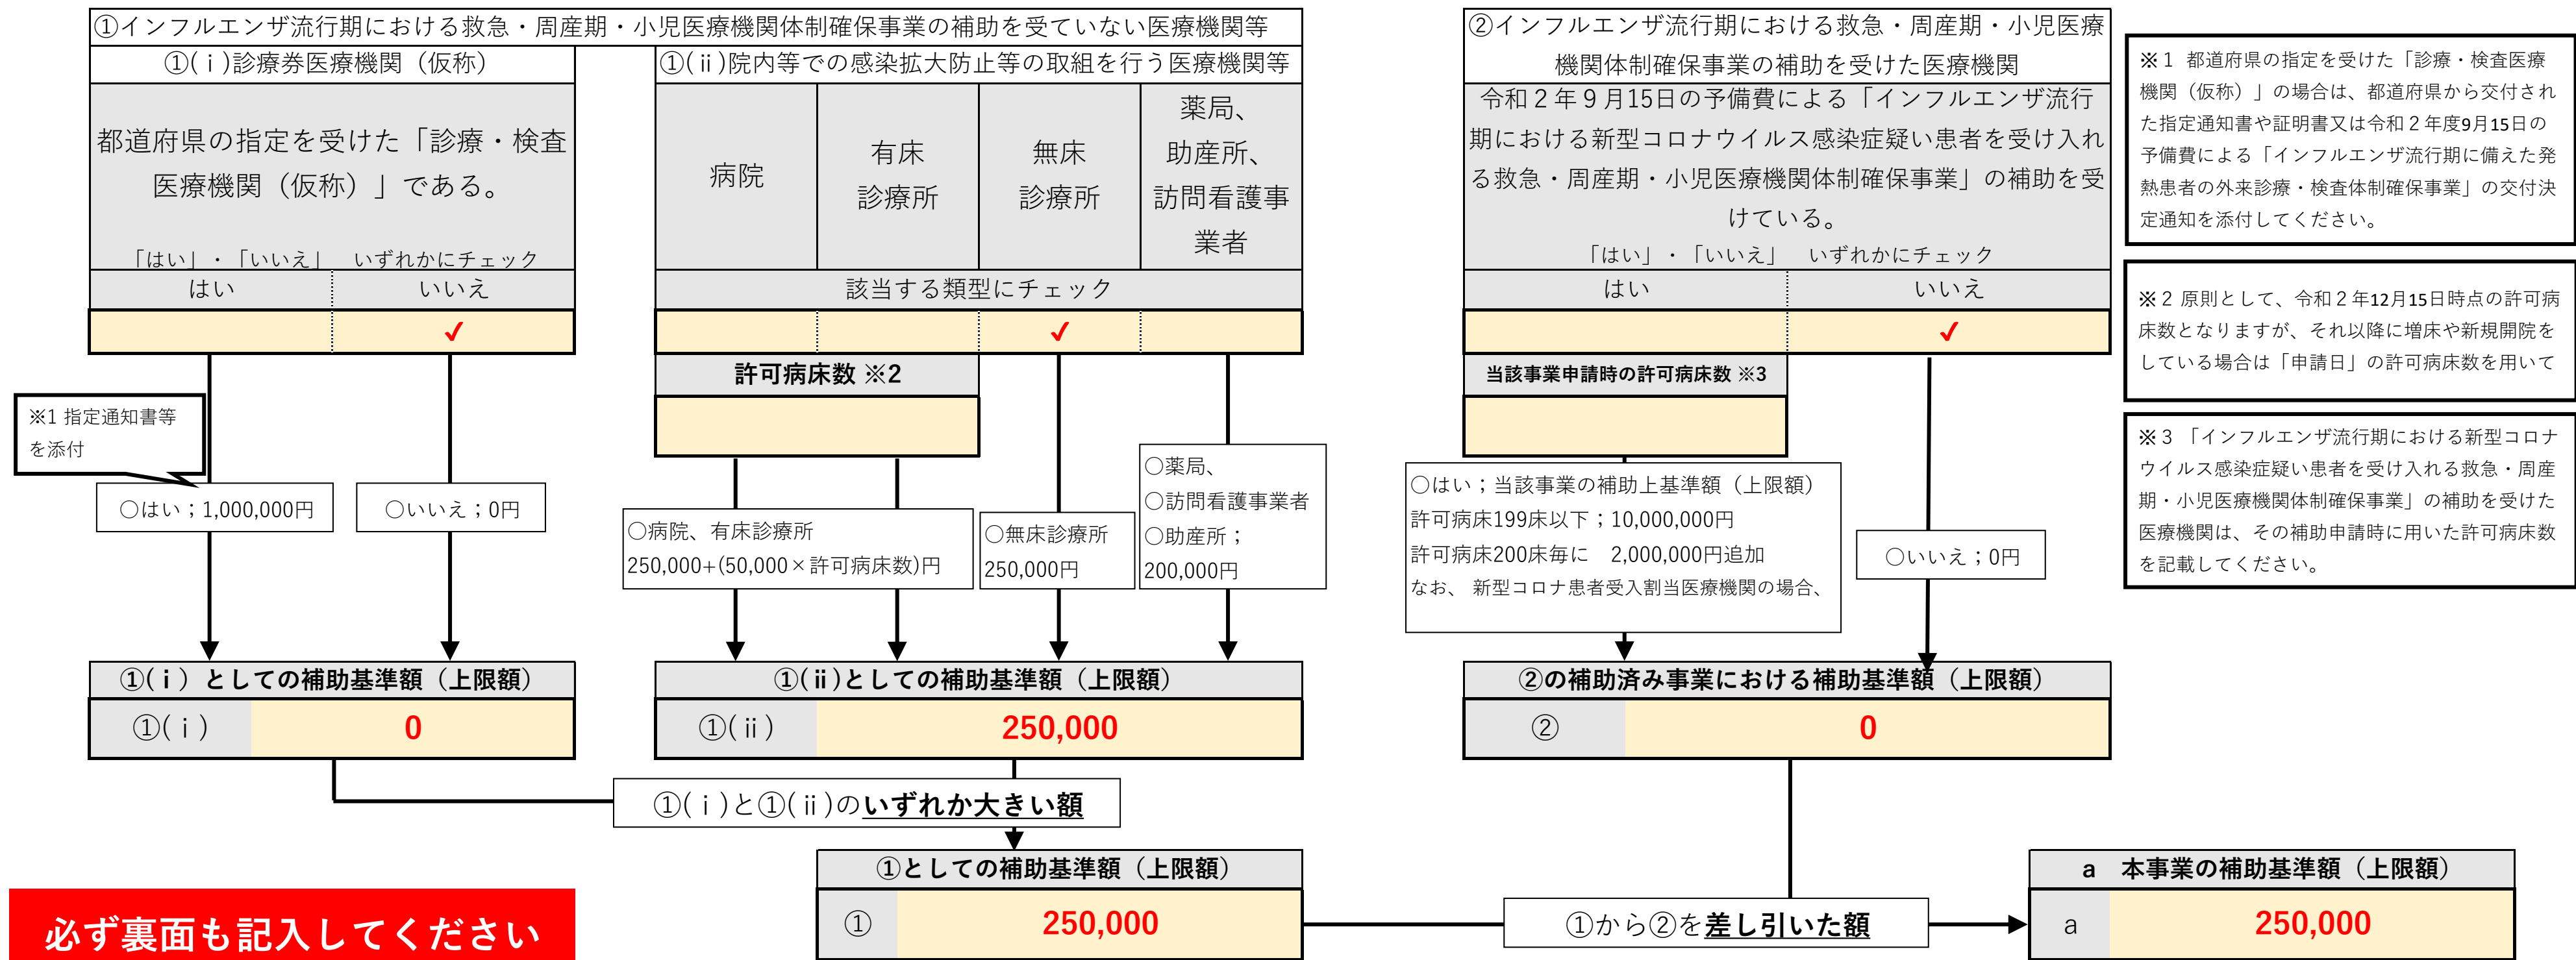 ①インフルエンザ流行期における救急・周産期・小児医療機関体制確保事業の補助を受ていない医療機関等
①(ⅰ)診療券医療機関（仮称）
都道府県の指定を受けた「診療・検査
医療機関（仮称）」である。
「はい」・「いいえ」　いずれかにチェック
はい
いいえ
✓
①(ⅱ)院内等での感染拡大防止等の取組を行う医療機関等
病院
有床
診療所
無床
診療所
薬局、
助産所、
訪問看護事
業者
該当する類型にチェック
✓
許可病床数 ※2
②インフルエンザ流行期における救急・周産期・小児医療
機関体制確保事業の補助を受けた医療機関
令和２年９月15日の予備費による「インフルエンザ流行
期における新型コロナウイルス感染症疑い患者を受け入れ
る救急・周産期・小児医療機関体制確保事業」の補助を受
けている。
「はい」・「いいえ」　いずれかにチェック
はい
いいえ
✓
当該事業申請時の許可病床数 ※3
※１ 都道府県の指定を受けた「診療・検査医療
機関（仮称）」の場合は、都道府県から交付され
た指定通知書や証明書又は令和２年度9月15日の
予備費による「インフルエンザ流行期に備えた発
熱患者の外来診療・検査体制確保事業」の交付決
定通知を添付してください。
※２ 原則として、令和２年12月15日時点の許可病
床数となりますが、それ以降に増床や新規開院を
している場合は「申請日」の許可病床数を用いて
※３ 「インフルエンザ流行期における新型コロナ
ウイルス感染症疑い患者を受け入れる救急・周産
期・小児医療機関体制確保事業」の補助を受けた
医療機関は、その補助申請時に用いた許可病床数
を記載してください。
※1 指定通知書等
を添付
○はい；1,000,000円
○いいえ；0円
○病院、有床診療所
250,000+(50,000×許可病床数)円
○無床診療所
250,000円
○薬局、
○訪問看護事業者
○助産所；
200,000円
○はい；当該事業の補助上基準額（上限額）
許可病床199床以下；10,000,000円
許可病床200床毎に　2,000,000円追加
なお、 新型コロナ患者受入割当医療機関の場合、
○いいえ；0円
①(ⅰ) としての補助基準額（上限額）
①(ⅰ)
0
①(ⅱ)としての補助基準額（上限額）
①(ⅱ)
250,000
②の補助済み事業における補助基準額（上限額）
②
0
①(ⅰ)と①(ⅱ)のいずれか大きい額
①としての補助基準額（上限額）
①
250,000
①から②を差し引いた額
a　本事業の補助基準額（上限額）
a
250,000
必ず裏面も記入してください